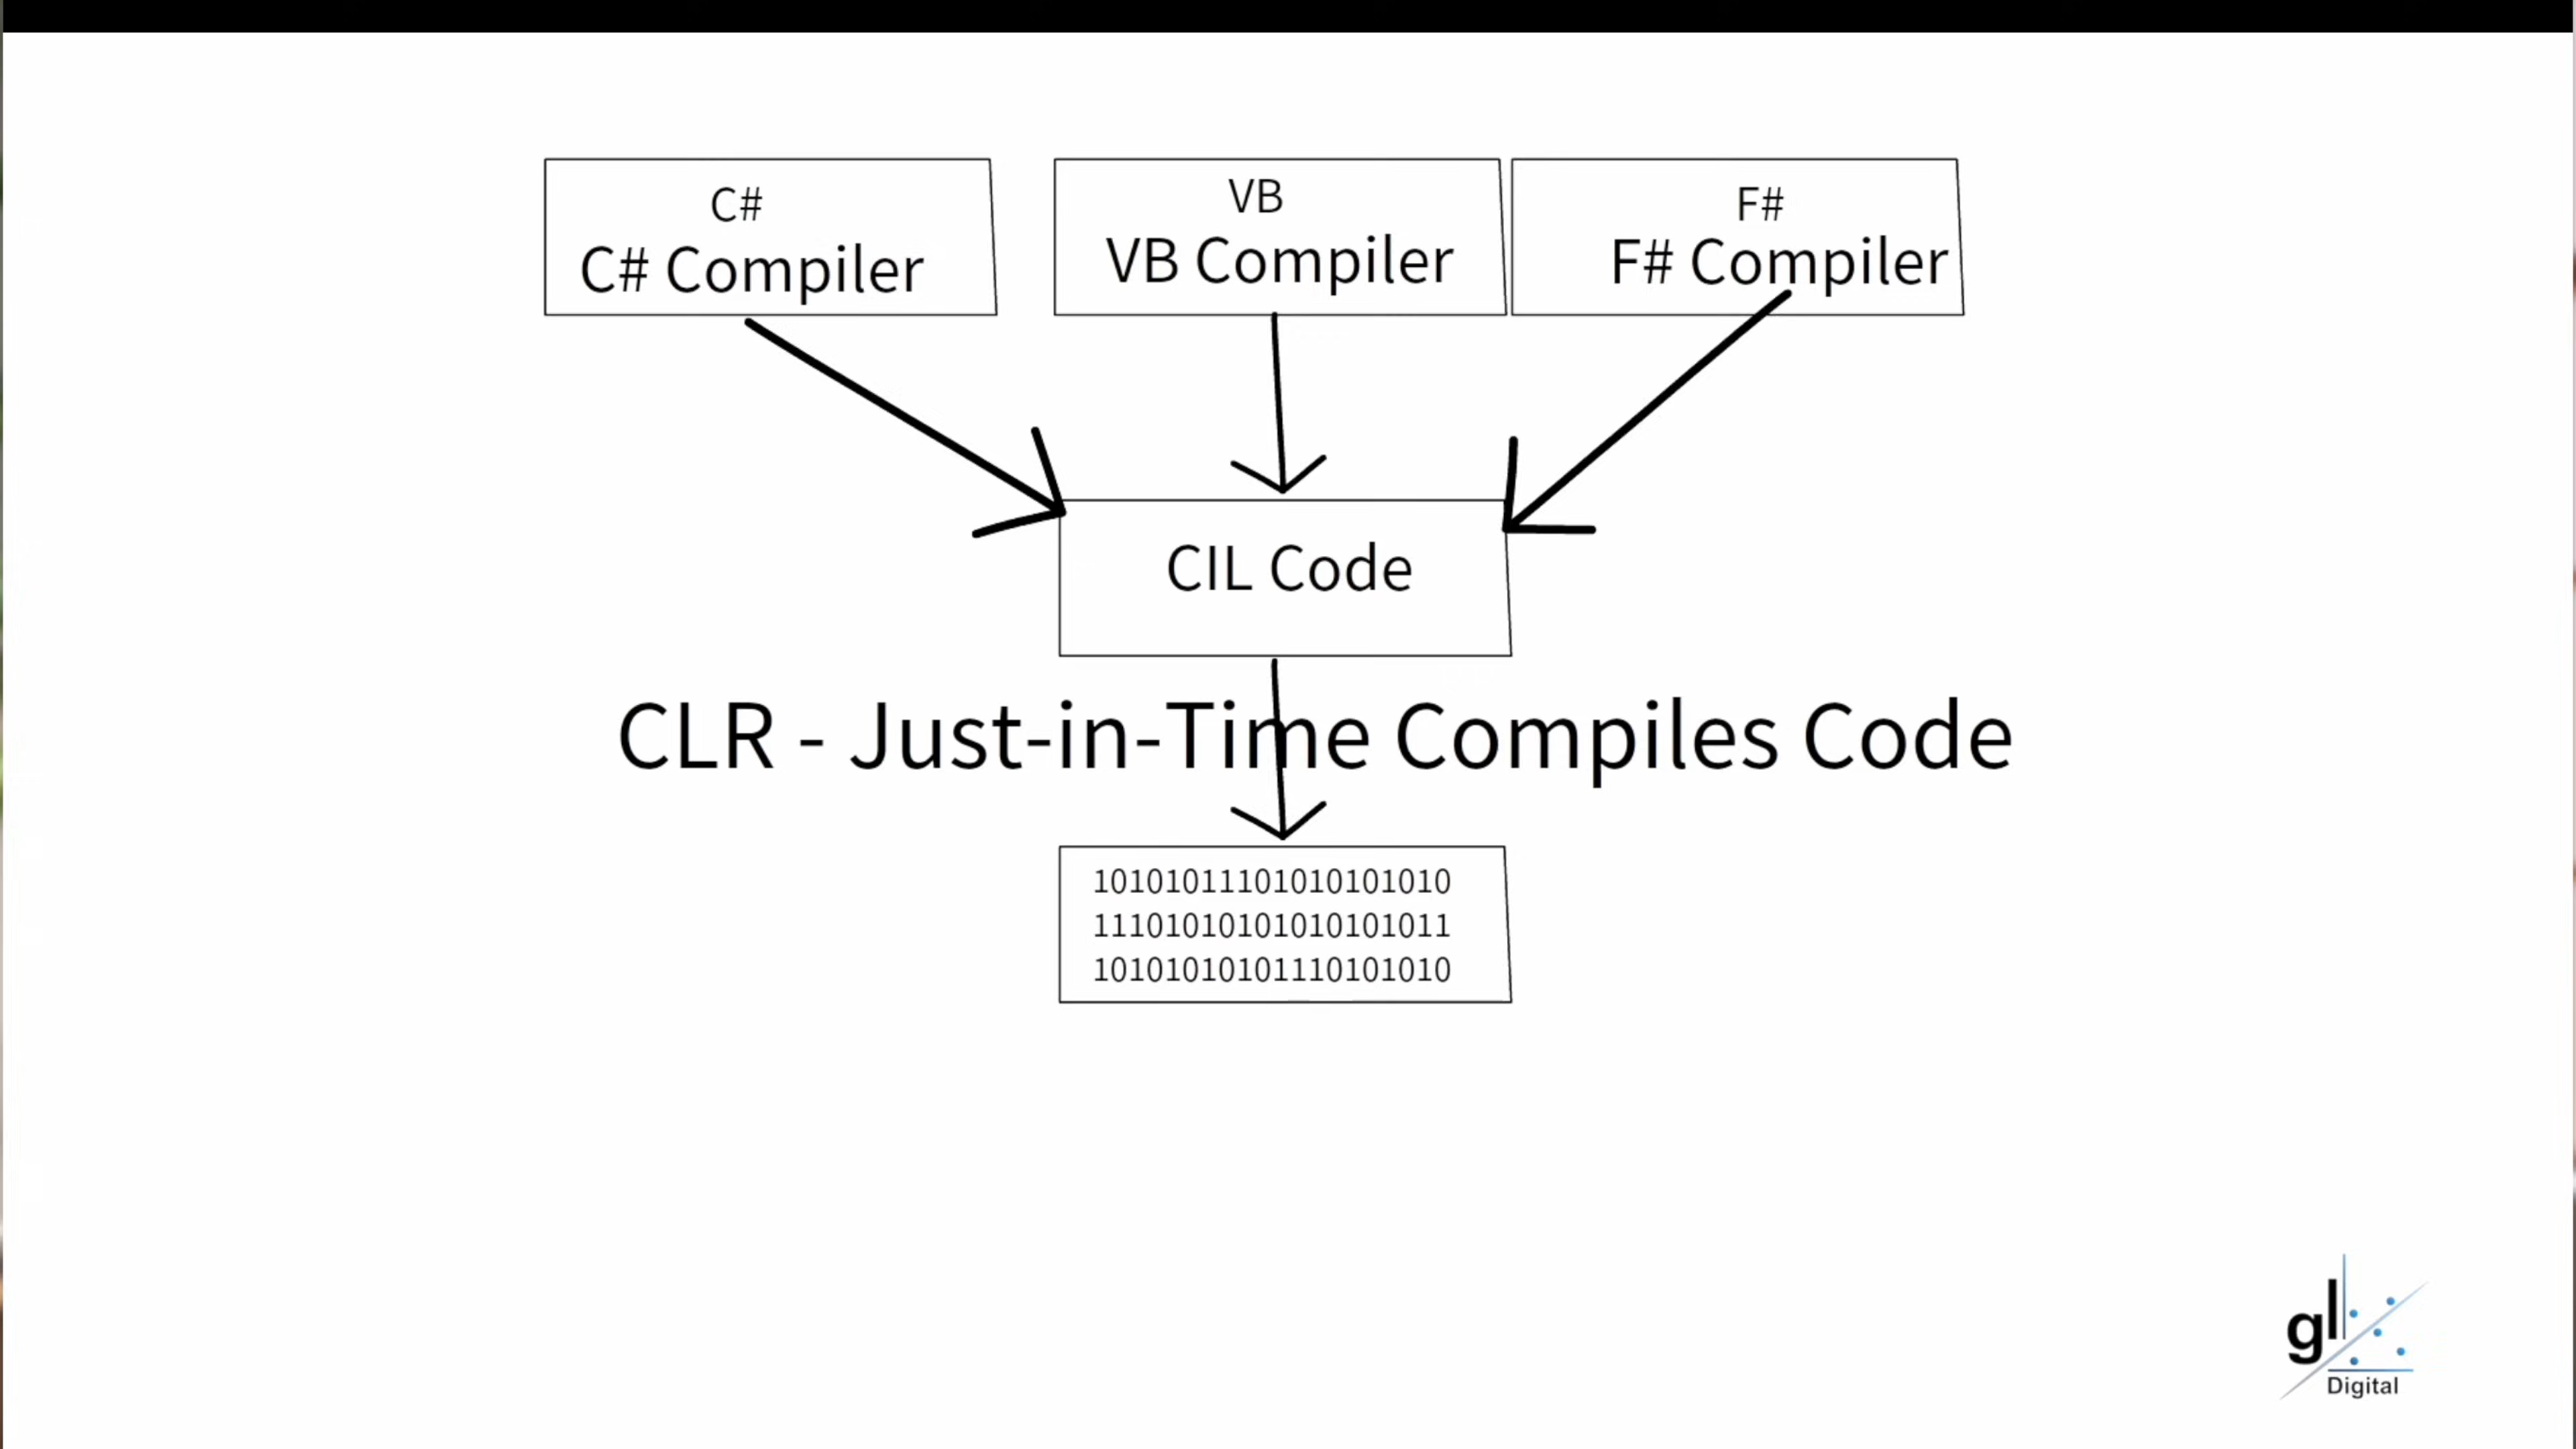 C#
C# Compiler
VB
VB Compiler
F#
F# Compiler
CIL Code
CLR - Just-in-Time Compiles Code
10101011101010101010
11101010101010101011
10101010101110101010
gl
Digital